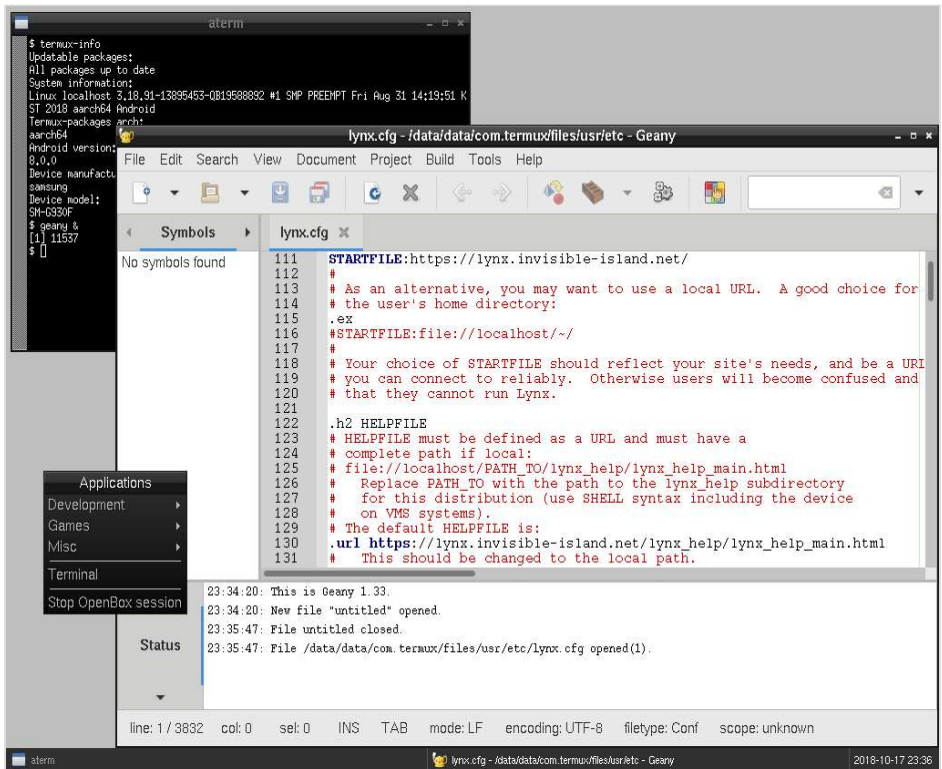 aterm
$ termux-info
Updatable packages:
All packages up to date
System information:
Linux localhost 3.18.91-13895453-QB19588892 #1 SMP PREEMPT Fri Aug 31 14:19:51 K
ST 2018 aarch64 Android
Termux-packages arch:
aarch64
Android version:
8.0.0
Device manufactu
samsung
Device model:
SM-G930F
$ geany &
[1] 11537
$
lynx.cfg - /data/data/com.termux/files/usr/etc - Geany
File Edit Search View Document Project Build Tools Help
Symbols
lynx.cfg
No symbols found
111 STARTFILE:https://lynx.invisible-island.net/
112 #
113 # As an alternative, you may want to use a local URL.  A good choice for
114 # the user's home directory:
115 .ex
116 #STARTFILE:file://localhost/~/
117 #
118 # Your choice of STARTFILE should reflect your site's needs, and be a URL
119 # you can connect to reliably.  Otherwise users will become confused and
120 # that they cannot run Lynx.
121
122 .h2 HELPFILE
123 # HELPFILE must be defined as a URL and must have a
124 # complete path if local:
125 # file://localhost/PATH_TO/lynx_help/lynx_help_main.html
126 #   Replace PATH_TO with the path to the lynx_help subdirectory
127 #   for this distribution (use SHELL syntax including the device
128 #   on VMS systems).
129 # The default HELPFILE is:
130 .url https://lynx.invisible-island.net/lynx_help/lynx_help_main.html
131 #   This should be changed to the local path.
Applications
Development
Games
Misc
Terminal
Stop OpenBox session
Status
23:34:20: This is Geany 1.33.
23:34:20: New file "untitled" opened.
23:35:47: File untitled closed.
23:35:47: File /data/data/com.termux/files/usr/etc/lynx.cfg opened(1).
line: 1 / 3832 col: 0 sel: 0 INS TAB mode: LF encoding: UTF-8 filetype: Conf scope: unknown
aterm
lynx.cfg - /data/data/com.termux/files/usr/etc - Geany
2018-10-17 23:36